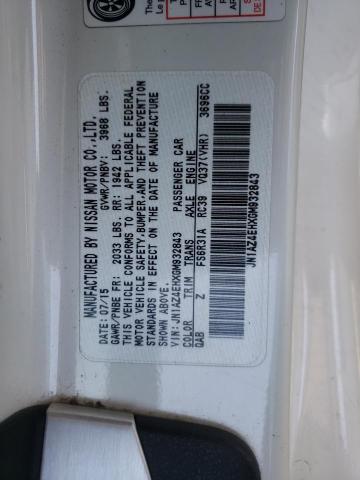 MANUFACTURED BY NISSAN MOTOR CO.,LTD.
DATE: 07/15 GVWR/PNBV: 3968 LBS.
GAWR/PNBE FR: 2033 LBS. RR: 1942 LBS.
THIS VEHICLE CONFORMS TO ALL APPLICABLE FEDERAL
MOTOR VEHICLE SAFETY,BUMPER,AND THEFT PREVENTION
STANDARDS IN EFFECT ON THE DATE OF MANUFACTURE
SHOWN ABOVE.
VIN: JN1AZ4EHXGM932843 PASSENGER CAR
COLOR TRIM TRANS AXLE ENGINE
QAB Z FS6R31A RC39 VQ37(VHR) 3696CC
JN1AZ4EHXGM932843